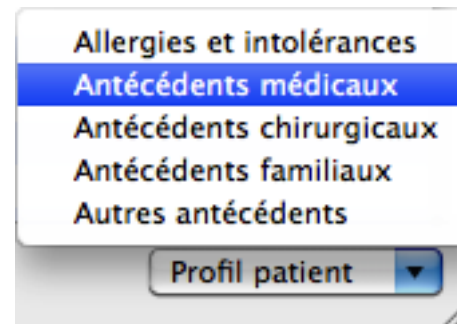 Allergies et intolérances
Antécédents médicaux
Antécédents chirurgicaux
Antécédents familiaux
Autres antécédents
Profil patient